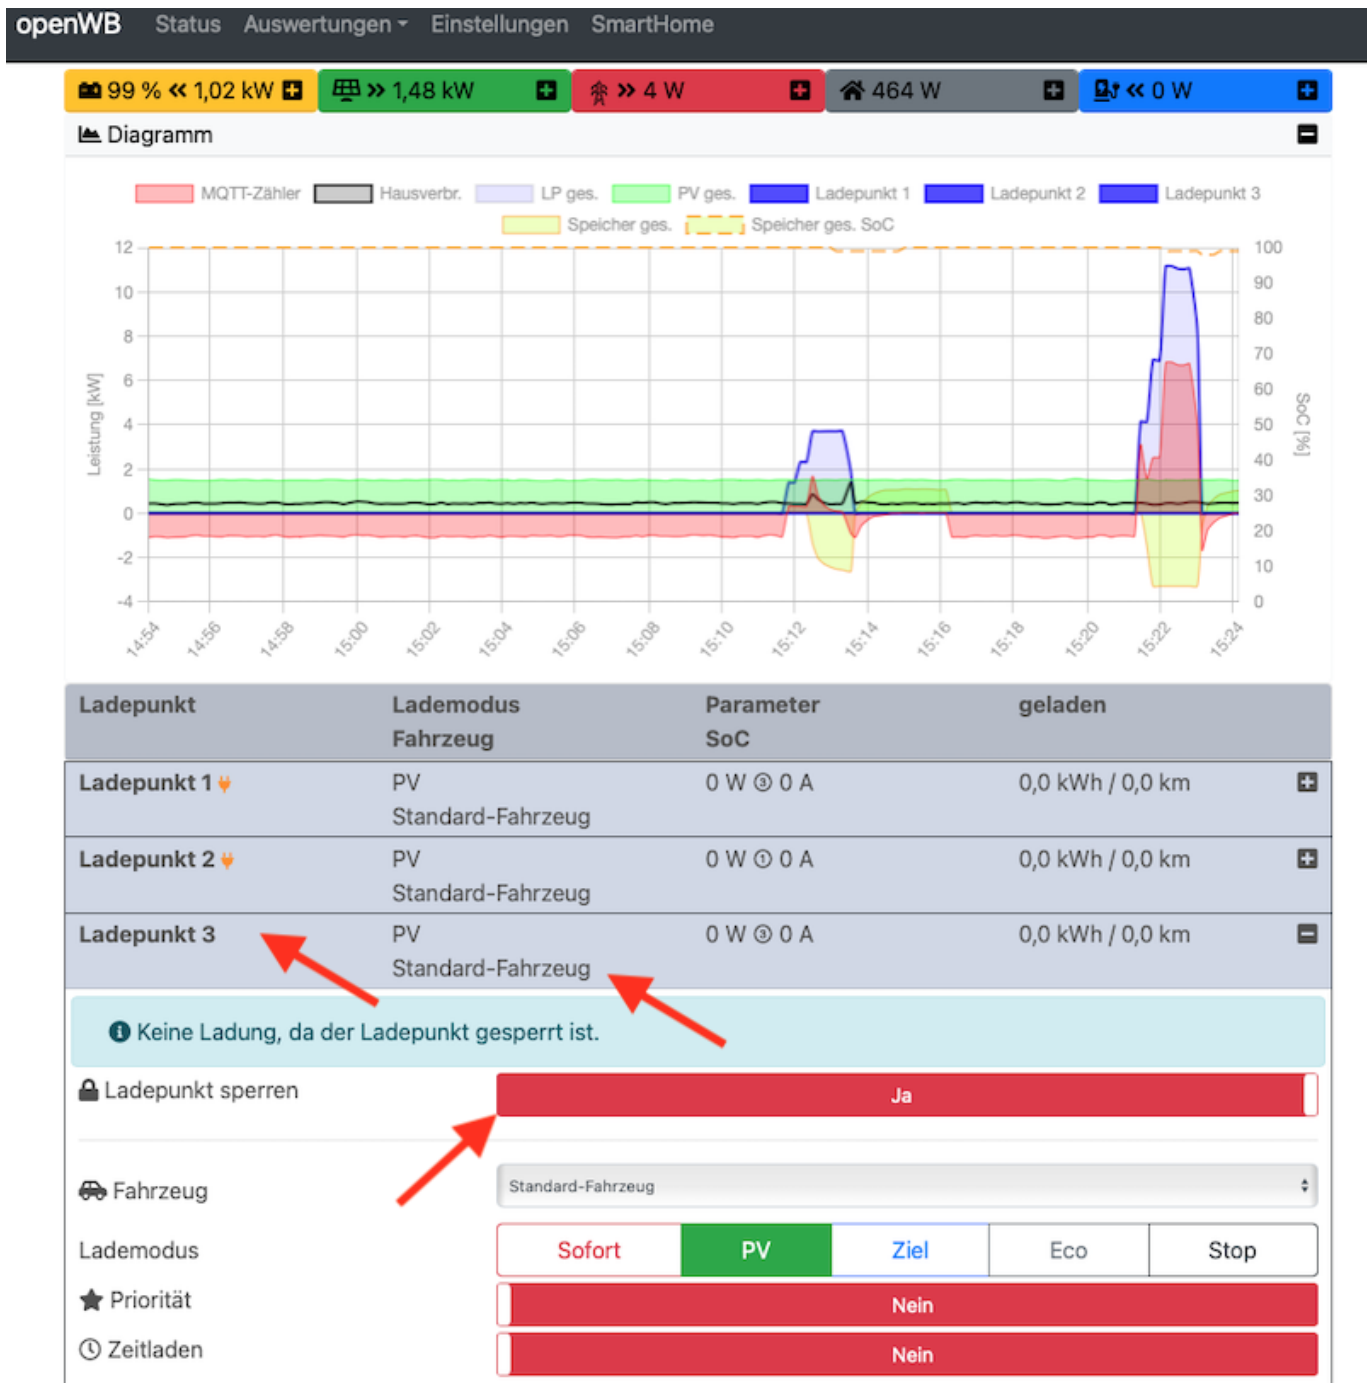 openWB Status Auswertungen Einstellungen SmartHome
99 % « 1,02 kW » 1,48 kW » 4 W 464 W « 0 W
Diagramm
MQTT-Zähler Hausverbr. LP ges. PV ges. Ladepunkt 1 Ladepunkt 2 Ladepunkt 3
Speicher ges. Speicher ges. SoC
12 100
90
10
80
8
70
6 60
50
4
40
2
30
0
20
-2
10
-4 0
Leistung [kW]
SoC [%]
14:54 14:56 14:58 15:00 15:02 15:04 15:06 15:08 15:10 15:12 15:14 15:16 15:18 15:20 15:22 15:24
Ladepunkt Lademodus Parameter geladen
Fahrzeug SoC
Ladepunkt 1 PV 0 W ③ 0 A 0,0 kWh / 0,0 km
Standard-Fahrzeug
Ladepunkt 2 PV 0 W ① 0 A 0,0 kWh / 0,0 km
Standard-Fahrzeug
Ladepunkt 3 PV 0 W ③ 0 A 0,0 kWh / 0,0 km
Standard-Fahrzeug
Keine Ladung, da der Ladepunkt gesperrt ist.
Ladepunkt sperren Ja
Fahrzeug Standard-Fahrzeug
Lademodus Sofort PV Ziel Eco Stop
Priorität Nein
Zeitladen Nein